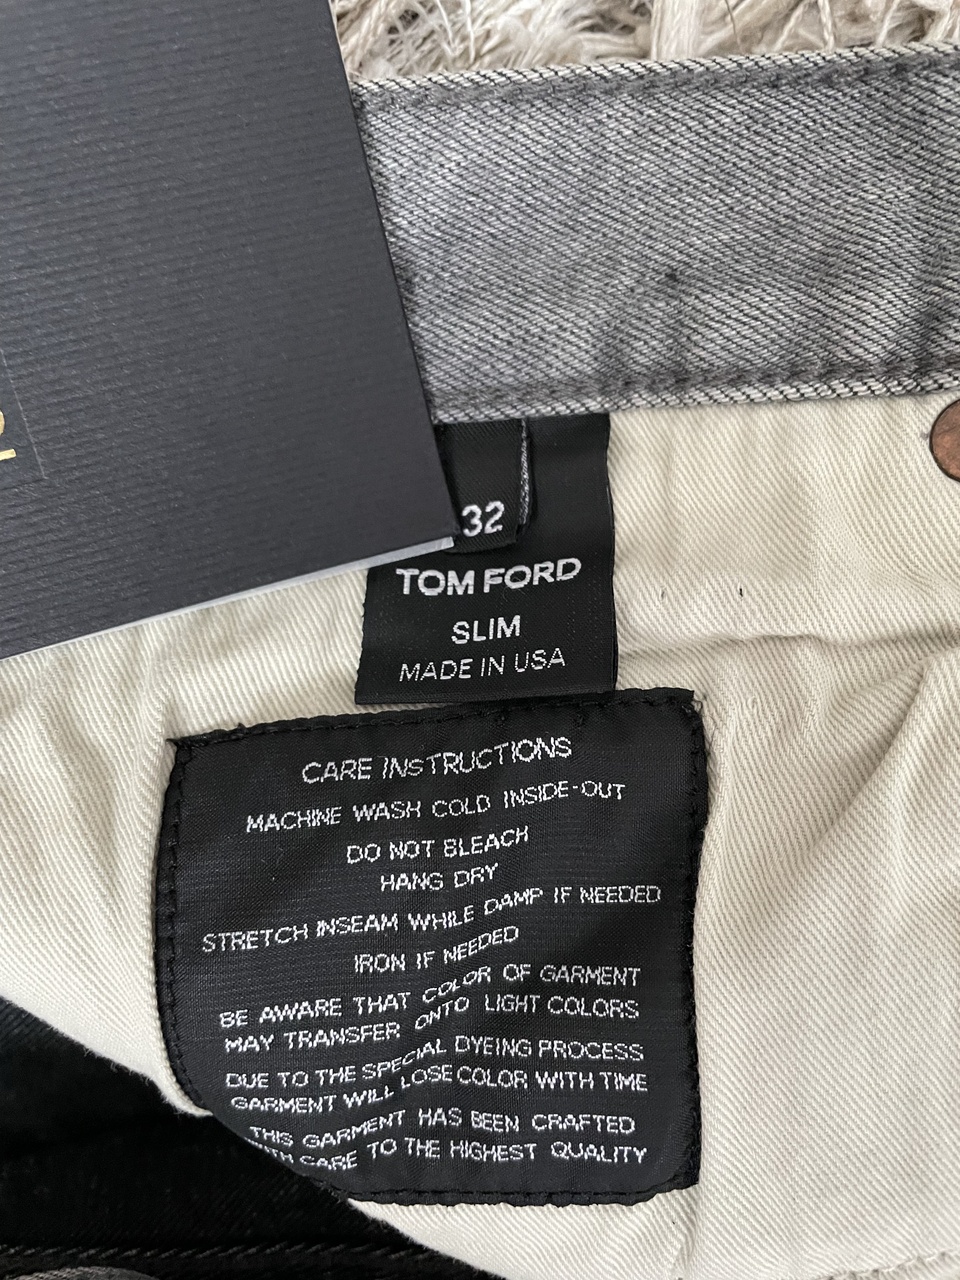 32
TOM FORD
SLIM
MADE IN USA
CARE INSTRUCTIONS
MACHINE WASH COLD INSIDE-OUT
DO NOT BLEACH
HANG DRY
STRETCH INSEAM WHILE DAMP IF NEEDED
IRON IF NEEDED
BE AWARE THAT COLOR OF GARMENT
MAY TRANSFER ONTO LIGHT COLORS
DUE TO THE SPECIAL DYEING PROCESS
GARMENT WILL LOSE COLOR WITH TIME
THIS GARMENT HAS BEEN CRAFTED
WITH CARE TO THE HIGHEST QUALITY